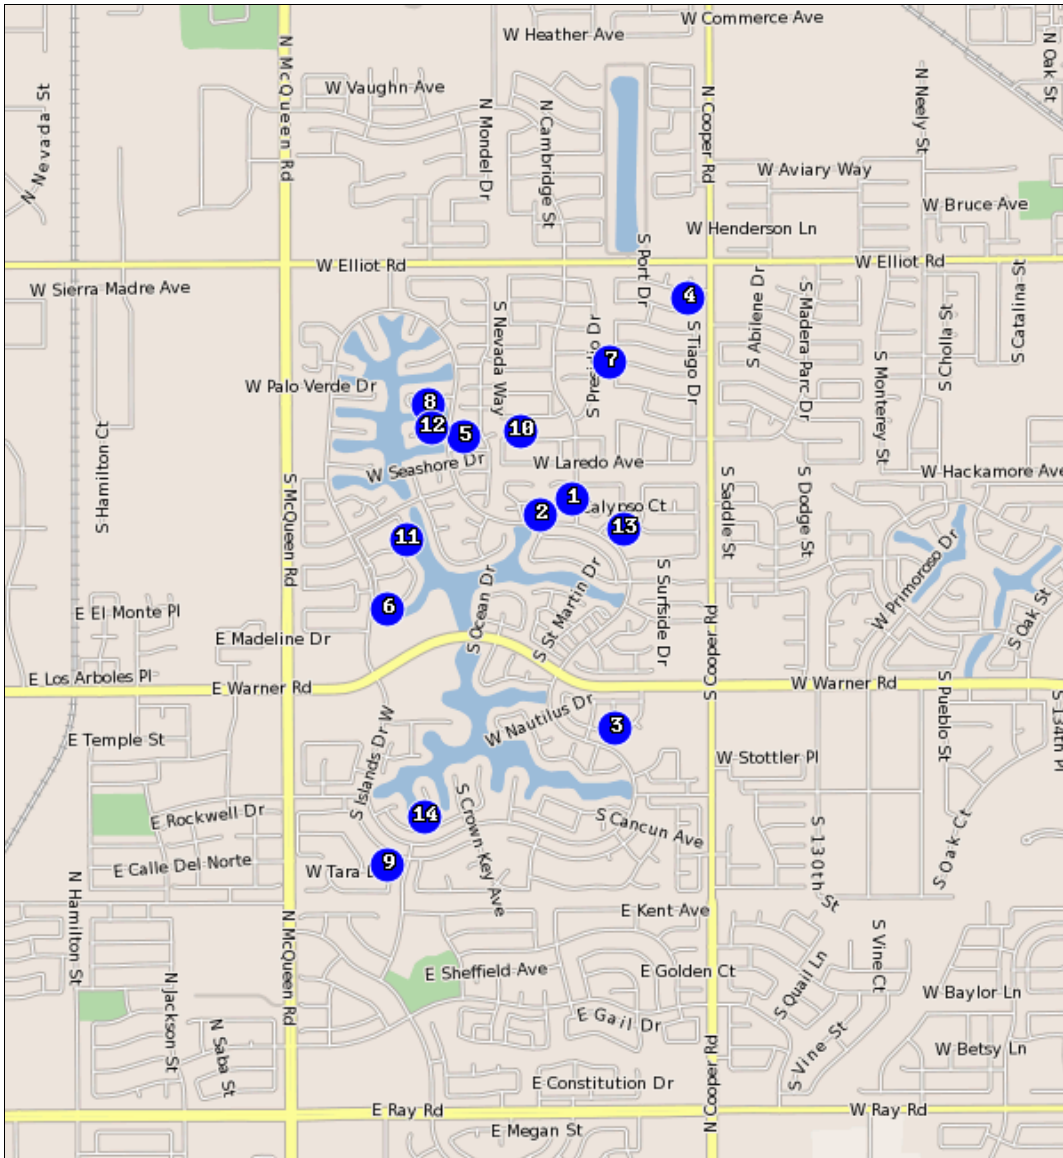 W Commerce Ave
W Heather Ave
N Oak St
N McQueen Rd
N Nevada St
W Vaughn Ave
N Mondel Dr
N Cambridge St
N Cooper Rd
N Neely St
W Aviary Way
W Bruce Ave
W Henderson Ln
S Port Dr
W Elliot Rd
W Elliot Rd
W Sierra Madre Ave
4
S Nevada Way
S Tiago Dr
S Abilene Dr
S Madera Parc Dr
S Catalina St
S Cholla St
S Monterey St
7
S Presidio Dr
W Palo Verde Dr
8
12
5
10
S Hamilton Ct
W Seashore Dr
W Laredo Ave
W Hackamore Ave
S McQueen Rd
S Saddle St
S Dodge St
1
2
Calypso Ct
13
11
W Primoroso Dr
S Ocean Dr
S St Martin Dr
S Surfside Dr
S Oak St
6
E El Monte Pl
E Madeline Dr
S Cooper Rd
E Los Arboles Pl
E Warner Rd
W Warner Rd
S Pueblo St
S 134th Pl
S Islands Dr W
W Nautilus Dr
3
E Temple St
W Stottler Pl
14
E Rockwell Dr
S Crown Key Ave
S Cancun Ave
S 130th St
S Oak Ct
9
W Tara L
E Calle Del Norte
N Hamilton St
E Kent Ave
N McQueen Rd
S Vine Ct
S Quail Ln
E Sheffield Ave
E Golden Ct
N Jackson St
W Baylor Ln
E Gail Dr
N Saba St
S Vine St
W Betsy Ln
N Cooper Rd
E Constitution Dr
E Ray Rd
W Ray Rd
E Megan St